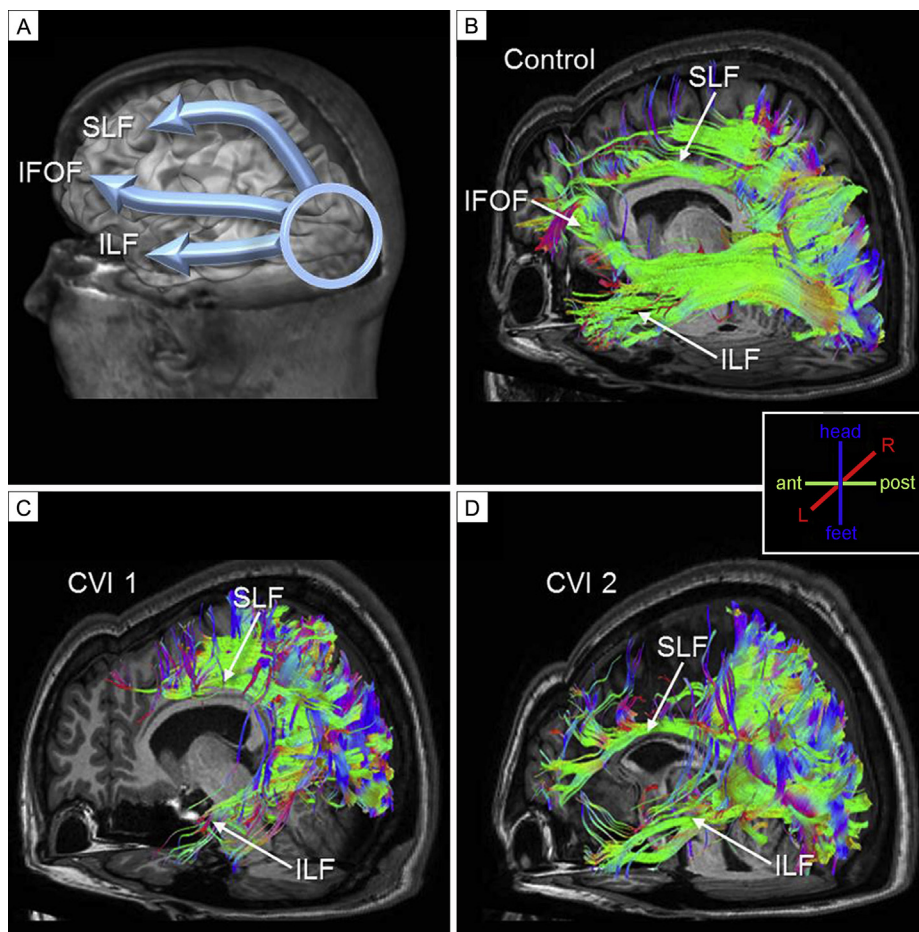 A
SLF
IFOF
ILF
B
Control
SLF
IFOF
ILF
head
R
ant
post
L
feet
C
CVI 1
SLF
ILF
D
CVI 2
SLF
ILF